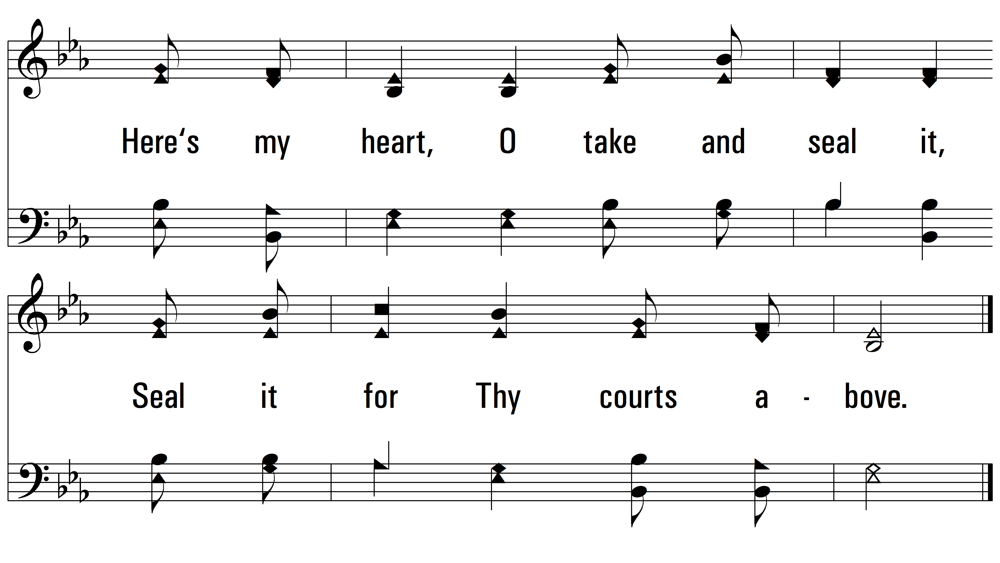 Here‘s my heart, O take and seal it,
Seal it for Thy courts a - bove.